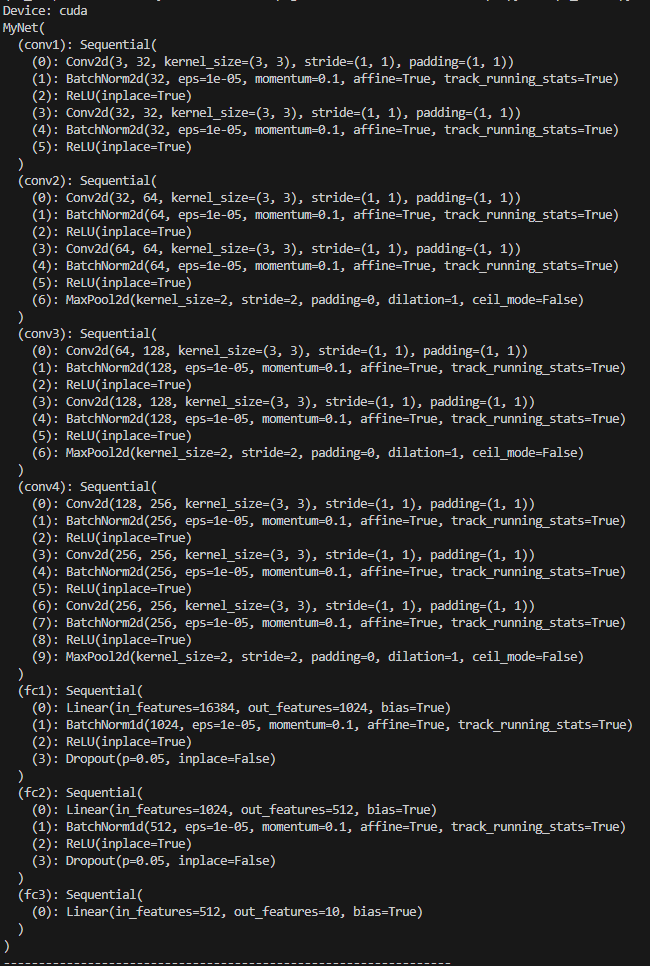 Device: cuda
MyNet(
  (conv1): Sequential(
    (0): Conv2d(3, 32, kernel_size=(3, 3), stride=(1, 1), padding=(1, 1))
    (1): BatchNorm2d(32, eps=1e-05, momentum=0.1, affine=True, track_running_stats=True)
    (2): ReLU(inplace=True)
    (3): Conv2d(32, 32, kernel_size=(3, 3), stride=(1, 1), padding=(1, 1))
    (4): BatchNorm2d(32, eps=1e-05, momentum=0.1, affine=True, track_running_stats=True)
    (5): ReLU(inplace=True)
  )
  (conv2): Sequential(
    (0): Conv2d(32, 64, kernel_size=(3, 3), stride=(1, 1), padding=(1, 1))
    (1): BatchNorm2d(64, eps=1e-05, momentum=0.1, affine=True, track_running_stats=True)
    (2): ReLU(inplace=True)
    (3): Conv2d(64, 64, kernel_size=(3, 3), stride=(1, 1), padding=(1, 1))
    (4): BatchNorm2d(64, eps=1e-05, momentum=0.1, affine=True, track_running_stats=True)
    (5): ReLU(inplace=True)
    (6): MaxPool2d(kernel_size=2, stride=2, padding=0, dilation=1, ceil_mode=False)
  )
  (conv3): Sequential(
    (0): Conv2d(64, 128, kernel_size=(3, 3), stride=(1, 1), padding=(1, 1))
    (1): BatchNorm2d(128, eps=1e-05, momentum=0.1, affine=True, track_running_stats=True)
    (2): ReLU(inplace=True)
    (3): Conv2d(128, 128, kernel_size=(3, 3), stride=(1, 1), padding=(1, 1))
    (4): BatchNorm2d(128, eps=1e-05, momentum=0.1, affine=True, track_running_stats=True)
    (5): ReLU(inplace=True)
    (6): MaxPool2d(kernel_size=2, stride=2, padding=0, dilation=1, ceil_mode=False)
  )
  (conv4): Sequential(
    (0): Conv2d(128, 256, kernel_size=(3, 3), stride=(1, 1), padding=(1, 1))
    (1): BatchNorm2d(256, eps=1e-05, momentum=0.1, affine=True, track_running_stats=True)
    (2): ReLU(inplace=True)
    (3): Conv2d(256, 256, kernel_size=(3, 3), stride=(1, 1), padding=(1, 1))
    (4): BatchNorm2d(256, eps=1e-05, momentum=0.1, affine=True, track_running_stats=True)
    (5): ReLU(inplace=True)
    (6): Conv2d(256, 256, kernel_size=(3, 3), stride=(1, 1), padding=(1, 1))
    (7): BatchNorm2d(256, eps=1e-05, momentum=0.1, affine=True, track_running_stats=True)
    (8): ReLU(inplace=True)
    (9): MaxPool2d(kernel_size=2, stride=2, padding=0, dilation=1, ceil_mode=False)
  )
  (fc1): Sequential(
    (0): Linear(in_features=16384, out_features=1024, bias=True)
    (1): BatchNorm1d(1024, eps=1e-05, momentum=0.1, affine=True, track_running_stats=True)
    (2): ReLU(inplace=True)
    (3): Dropout(p=0.05, inplace=False)
  )
  (fc2): Sequential(
    (0): Linear(in_features=1024, out_features=512, bias=True)
    (1): BatchNorm1d(512, eps=1e-05, momentum=0.1, affine=True, track_running_stats=True)
    (2): ReLU(inplace=True)
    (3): Dropout(p=0.05, inplace=False)
  )
  (fc3): Sequential(
    (0): Linear(in_features=512, out_features=10, bias=True)
  )
)
----------------------------------------------------------------